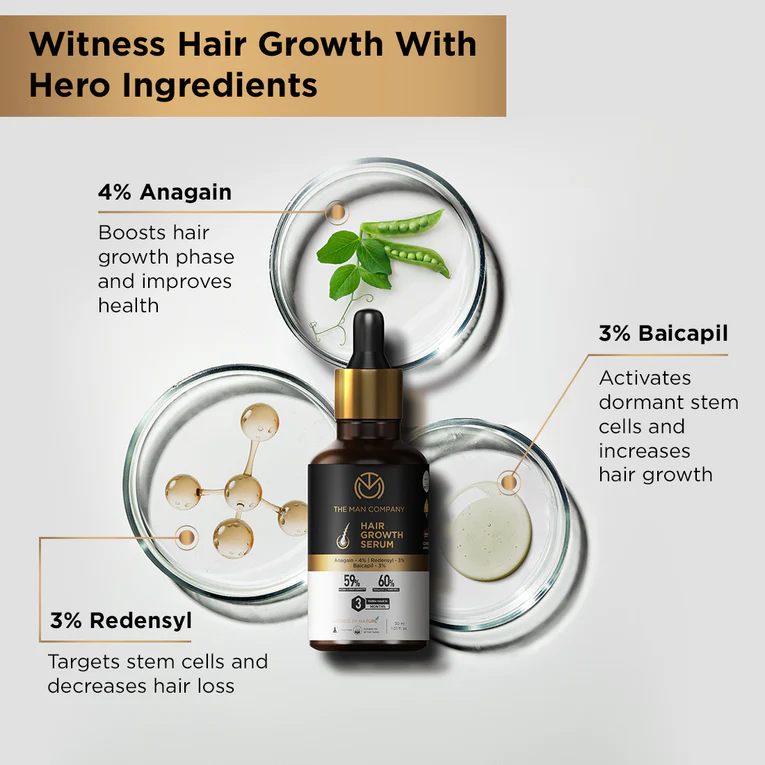 Witness Hair Growth With
Hero Ingredients
4% Anagain
Boosts hair
growth phase
and improves
health
3% Baicapil
Activates
dormant stem
cells and
increases
hair growth
THE MAN COMPANY
HAIR
GROWTH
SERUM
Anagain - 4% | Redensyl - 3%
Baicapil - 3%
59% 60%
3
MONTHS
3% Redensyl
Targets stem cells and
decreases hair loss